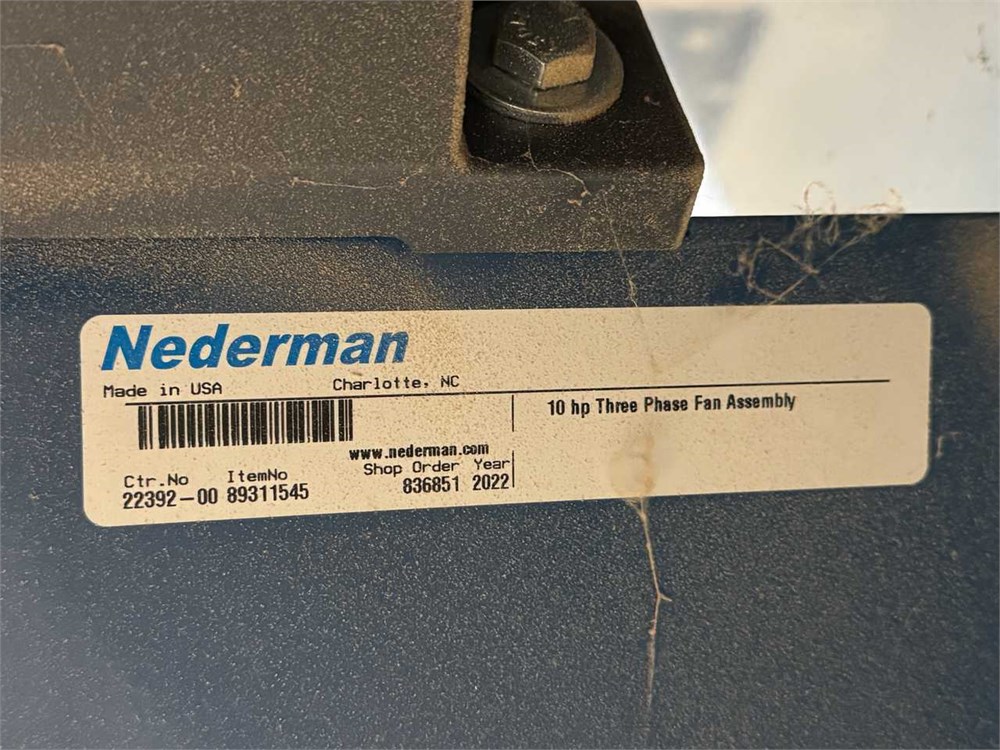 Nederman
Made in USA Charlotte, NC
10 hp Three Phase Fan Assembly
www.nederman.com
Ctr.No ItemNo Shop Order Year
22392-00 89311545 836851 2022